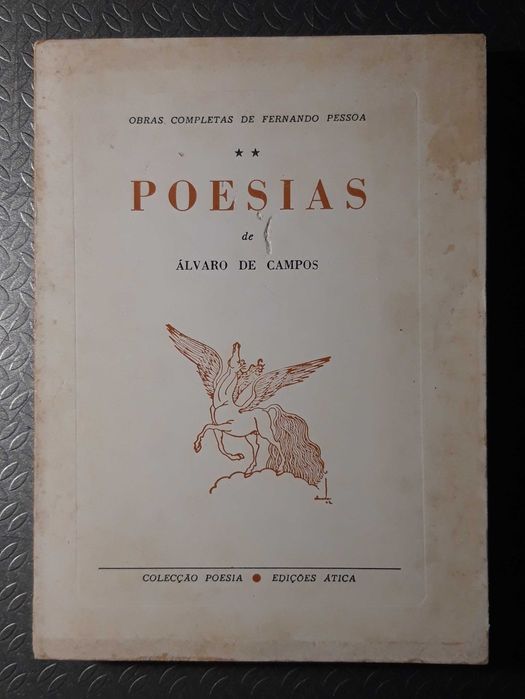 OBRAS COMPLETAS DE FERNANDO PESSOA
★ ★
POESIAS
de
ÁLVARO DE CAMPOS
COLECÇÃO POESIA ● EDIÇÕES ÁTICA